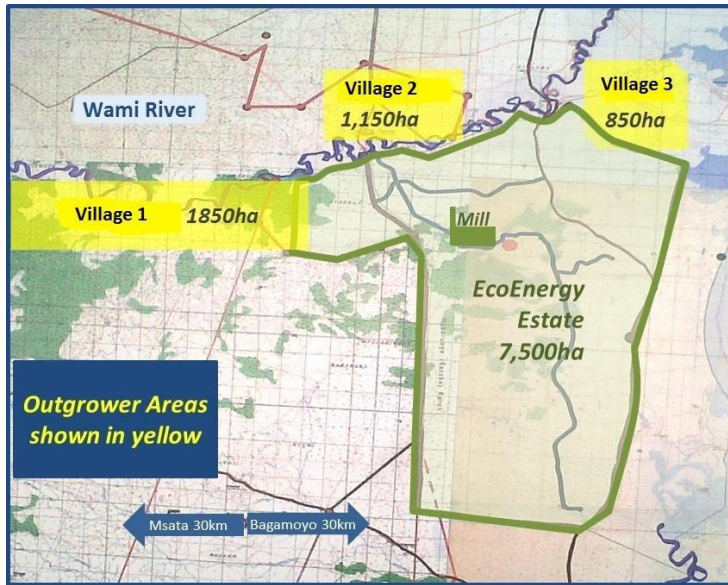 Village 2
1,150ha
Village 3
850ha
Wami River
Village 1 1850ha
Mill
EcoEnergy
Estate
7,500ha
Outgrower Areas
shown in yellow
Msata 30km Bagamoyo 30km